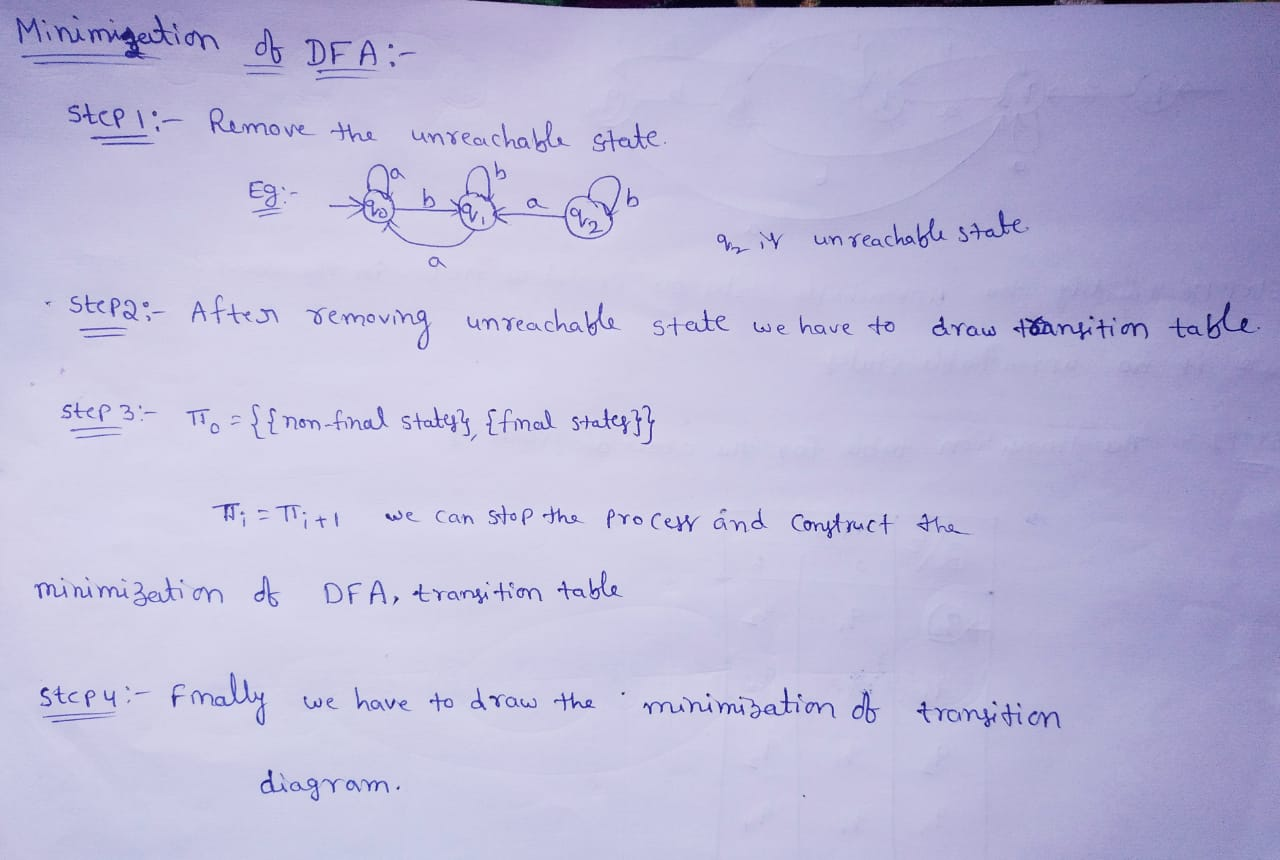 Minimization of DFA:-
Step 1:- Remove the unreachable state.
Eg:- q0 a b q1 b a q2 b
a
q2 is unreachable state
Step2:- After removing unreachable state we have to draw transition table.
Step 3:- π0 = {{non-final states}, {final states}}
πi = πi+1 we can stop the process and construct the
minimization of DFA, transition table
Step4:- Finally we have to draw the minimization of transition
diagram.